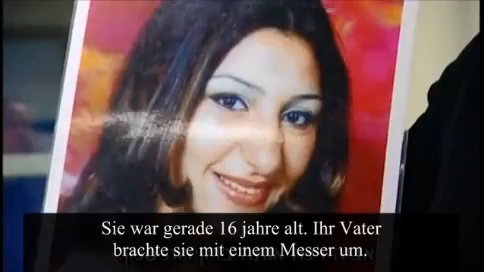 Sie war gerade 16 jahre alt. Ihr Vater
brachte sie mit einem Messer um.